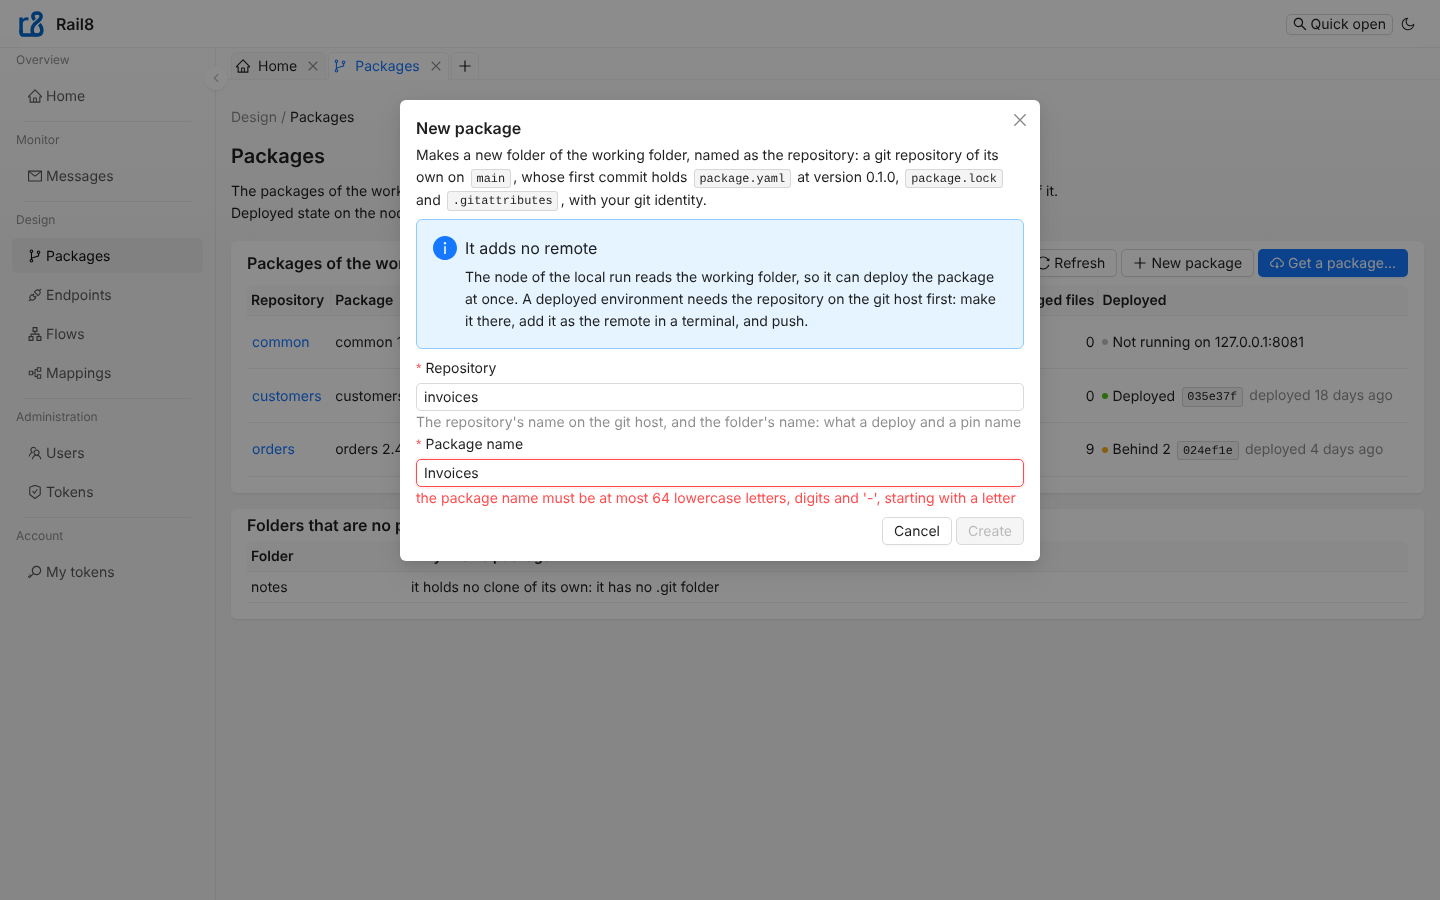 Rail8
Quick open
Overview
Home
Monitor
Messages
Design
Packages
Endpoints
Flows
Mappings
Administration
Users
Tokens
Account
My tokens
Home
Packages
Design / Packages
Packages
The packages of the work
f it.
Deployed state on the nod
Packages of the wo
Refresh
New package
Get a package...
Repository Package
ged files Deployed
common common 1
0 Not running on 127.0.0.1:8081
customers customers
0 Deployed 035e37f deployed 18 days ago
orders orders 2.4
9 Behind 2 024ef1e deployed 4 days ago
Folders that are no p
Folder
notes it holds no clone of its own: it has no .git folder
New package
Makes a new folder of the working folder, named as the repository: a git repository of its
own on main, whose first commit holds package.yaml at version 0.1.0, package.lock
and .gitattributes, with your git identity.
It adds no remote
The node of the local run reads the working folder, so it can deploy the package
at once. A deployed environment needs the repository on the git host first: make
it there, add it as the remote in a terminal, and push.
* Repository
invoices
The repository's name on the git host, and the folder's name: what a deploy and a pin name
* Package name
Invoices
the package name must be at most 64 lowercase letters, digits and '-', starting with a letter
Cancel
Create